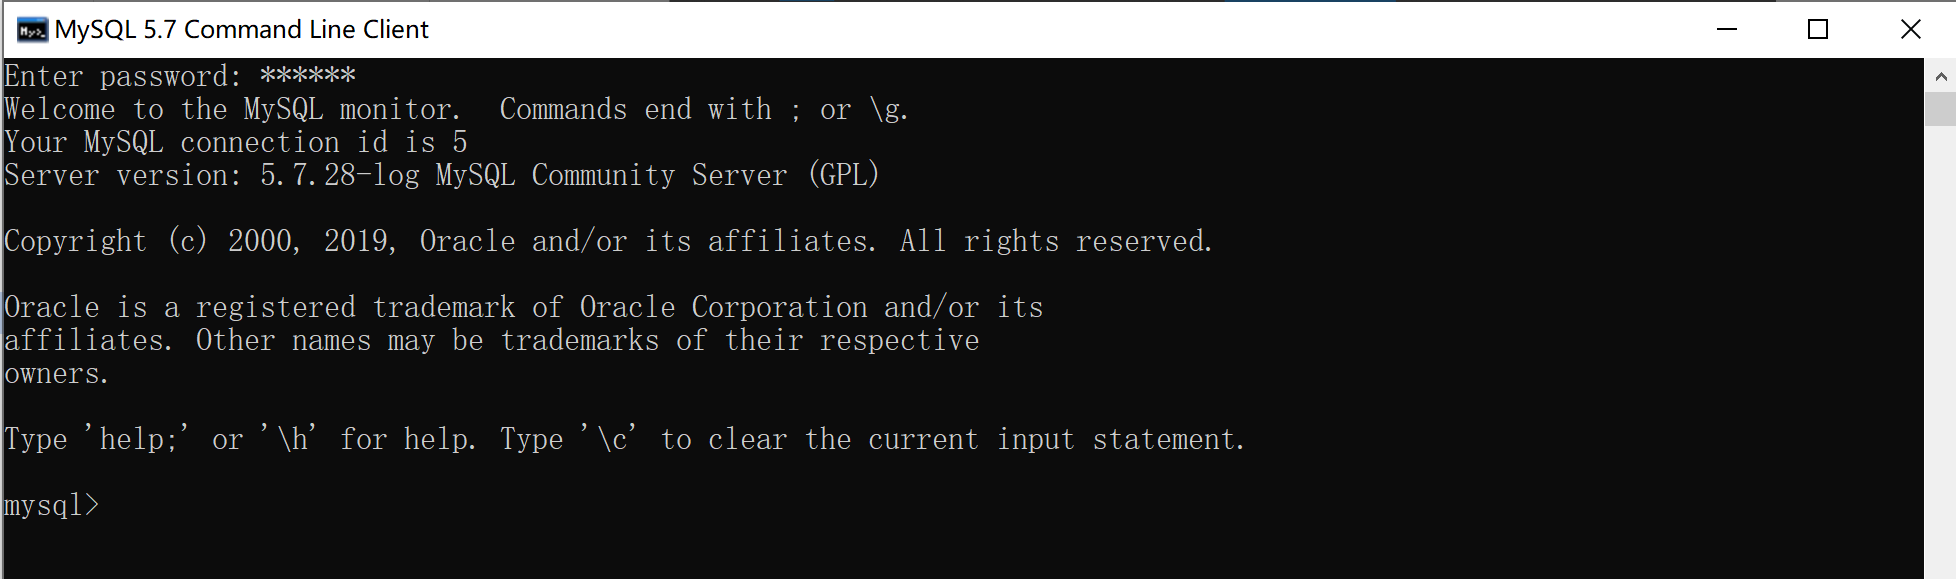 MySQL 5.7 Command Line Client
Enter password: ******
Welcome to the MySQL monitor.  Commands end with ; or \g.
Your MySQL connection id is 5
Server version: 5.7.28-log MySQL Community Server (GPL)
Copyright (c) 2000, 2019, Oracle and/or its affiliates. All rights reserved.
Oracle is a registered trademark of Oracle Corporation and/or its
affiliates. Other names may be trademarks of their respective
owners.
Type 'help;' or '\h' for help. Type '\c' to clear the current input statement.
mysql>